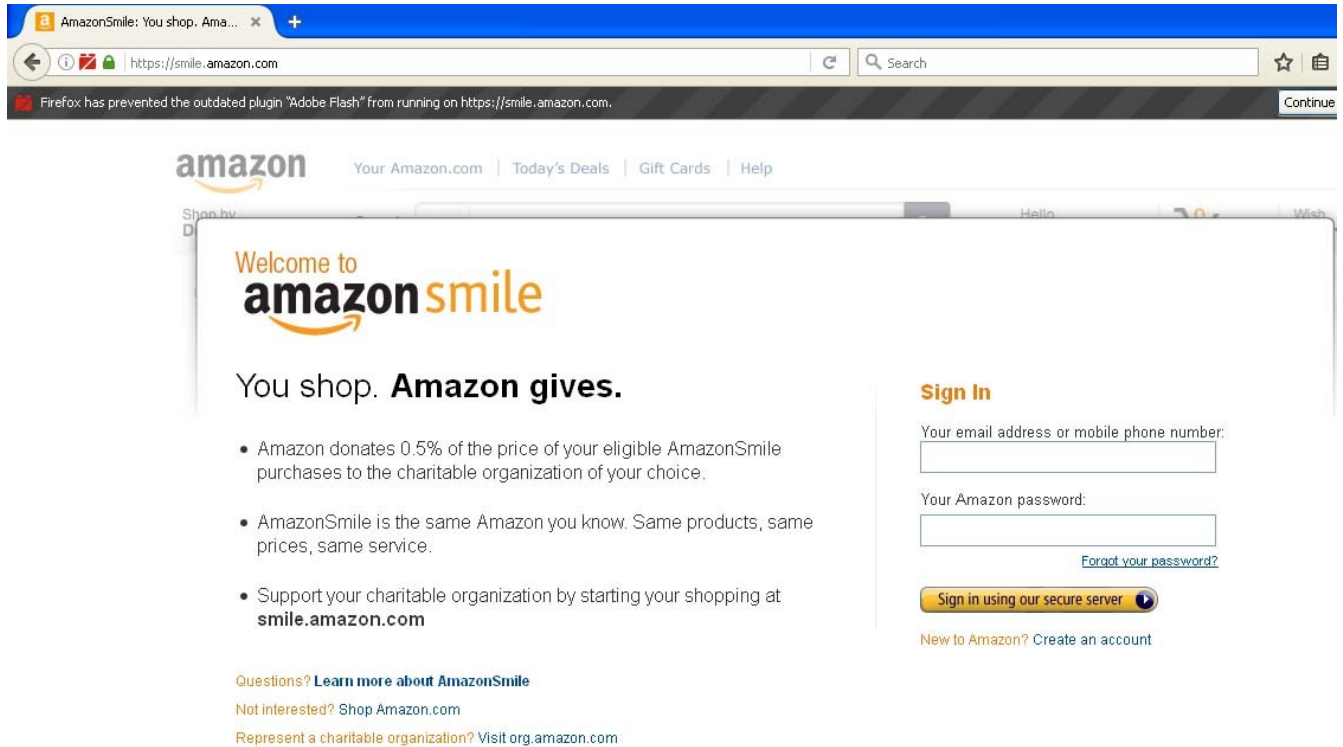 AmazonSmile: You shop. Ama...
https://smile.amazon.com
Search
Firefox has prevented the outdated plugin "Adobe Flash" from running on https://smile.amazon.com.
Continue
amazon
Your Amazon.com | Today's Deals | Gift Cards | Help
Shop by
Hello
Wish
Welcome to
amazonsmile
You shop. Amazon gives.
• Amazon donates 0.5% of the price of your eligible AmazonSmile
purchases to the charitable organization of your choice.
• AmazonSmile is the same Amazon you know. Same products, same
prices, same service.
• Support your charitable organization by starting your shopping at
smile.amazon.com
Questions? Learn more about AmazonSmile
Not interested? Shop Amazon.com
Represent a charitable organization? Visit org.amazon.com
Sign In
Your email address or mobile phone number:
Your Amazon password:
Forgot your password?
Sign in using our secure server
New to Amazon? Create an account